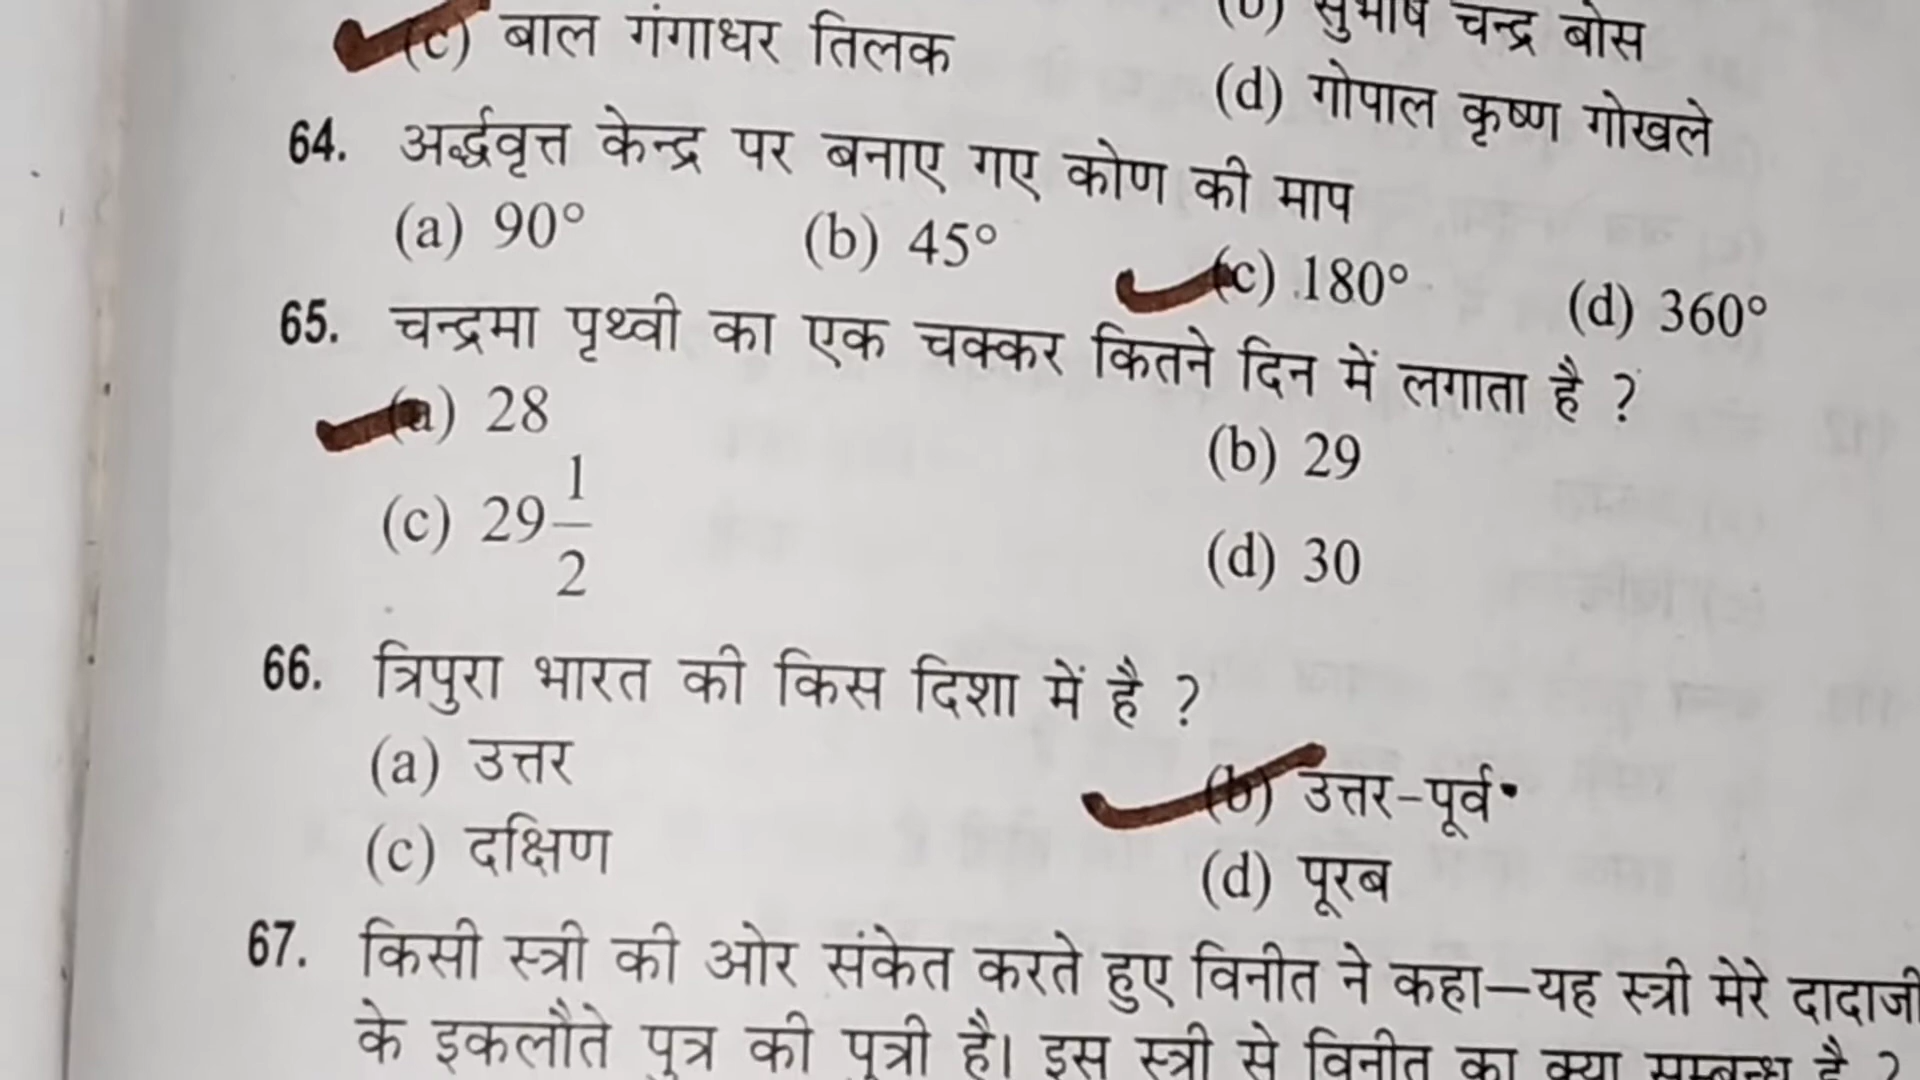 (c) बाल गंगाधर तिलक
(b) सुभाष चन्द्र बोस
(d) गोपाल कृष्ण गोखले
64. अर्द्धवृत्त केन्द्र पर बनाए गए कोण की माप
(a) 90° (b) 45° (c) 180° (d) 360°
65. चन्द्रमा पृथ्वी का एक चक्कर कितने दिन में लगाता है ?
(a) 28 (b) 29
(c) 29 1/2 (d) 30
66. त्रिपुरा भारत की किस दिशा में है ?
(a) उत्तर (b) उत्तर-पूर्व
(c) दक्षिण (d) पूरब
67. किसी स्त्री की ओर संकेत करते हुए विनीत ने कहा—यह स्त्री मेरे दादाजी
के इकलौते पुत्र की पुत्री है। इस स्त्री से विनीत का क्या सम्बन्ध है ?